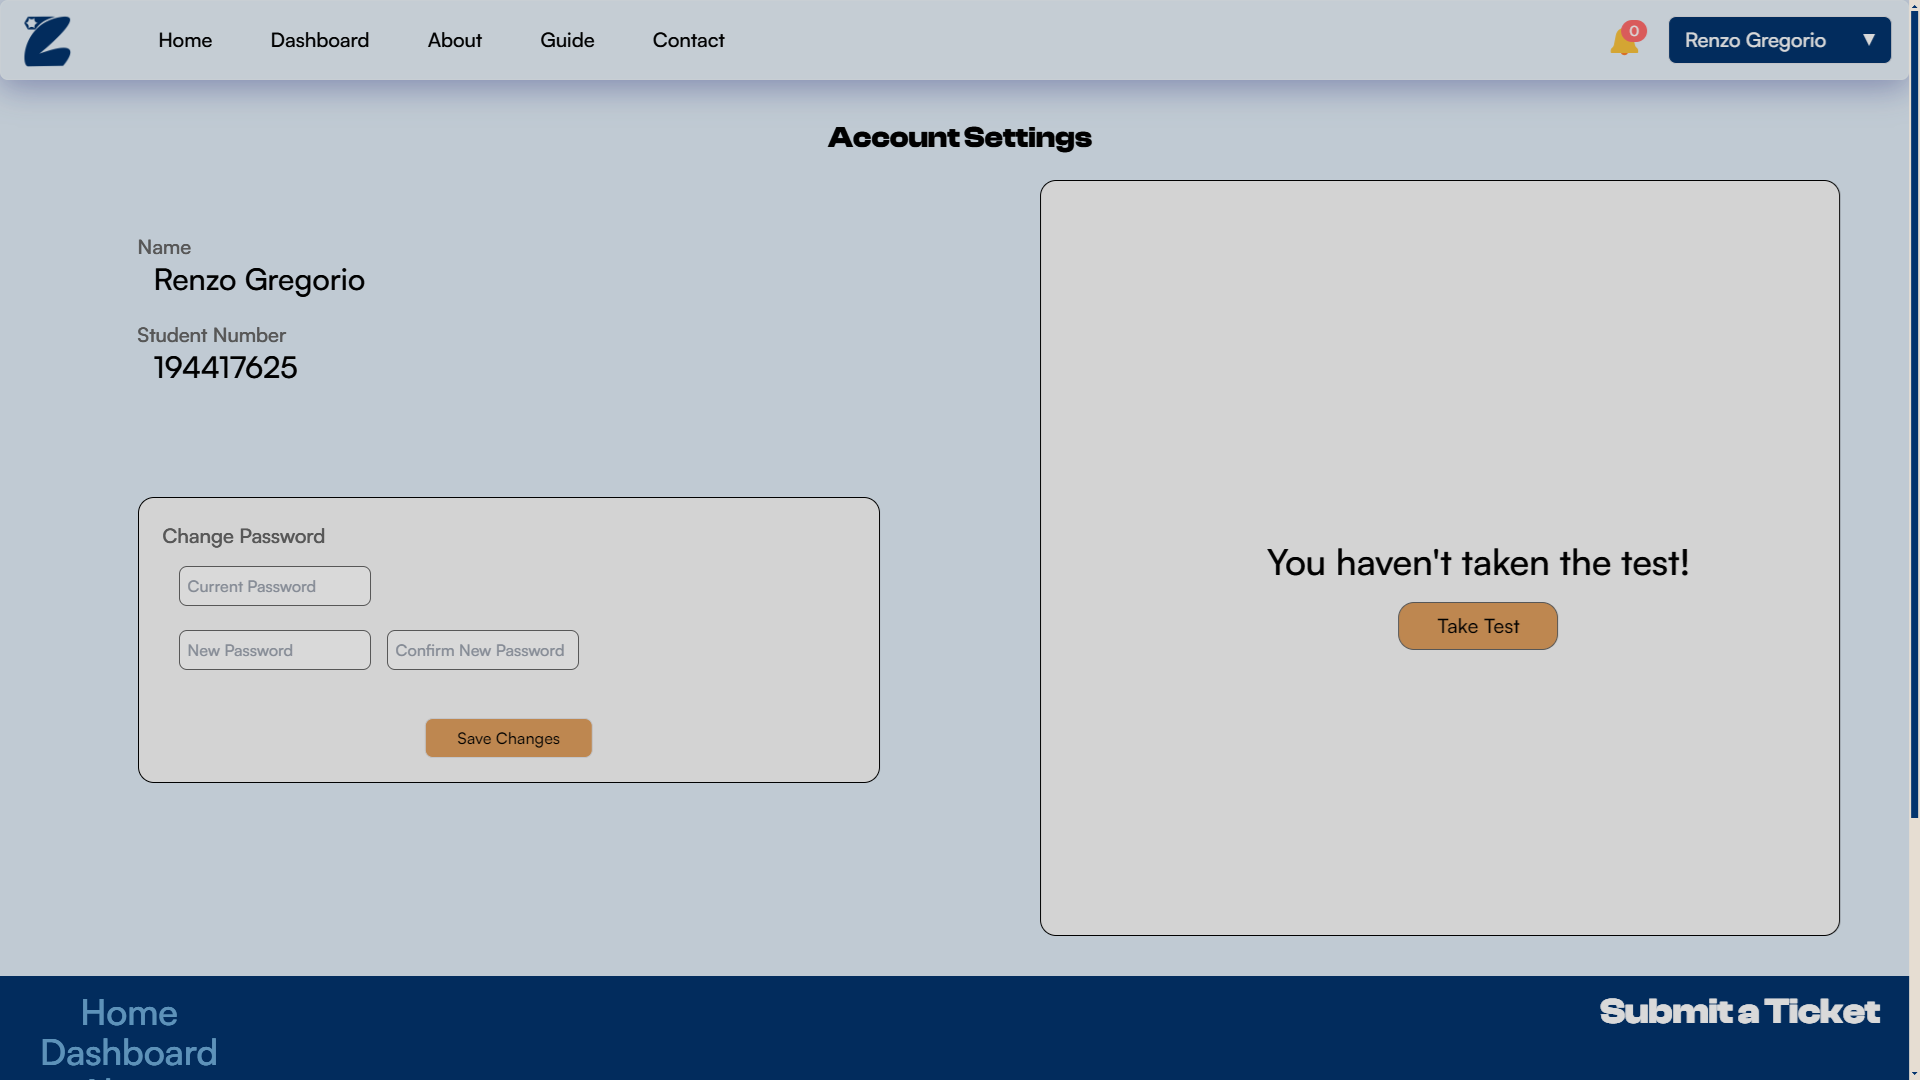 Home
Dashboard
About
Guide
Contact
0
Renzo Gregorio ▼
Account Settings
Name
Renzo Gregorio
Student Number
194417625
Change Password
Current Password
New Password
Confirm New Password
Save Changes
You haven't taken the test!
Take Test
Home
Dashboard
Submit a Ticket